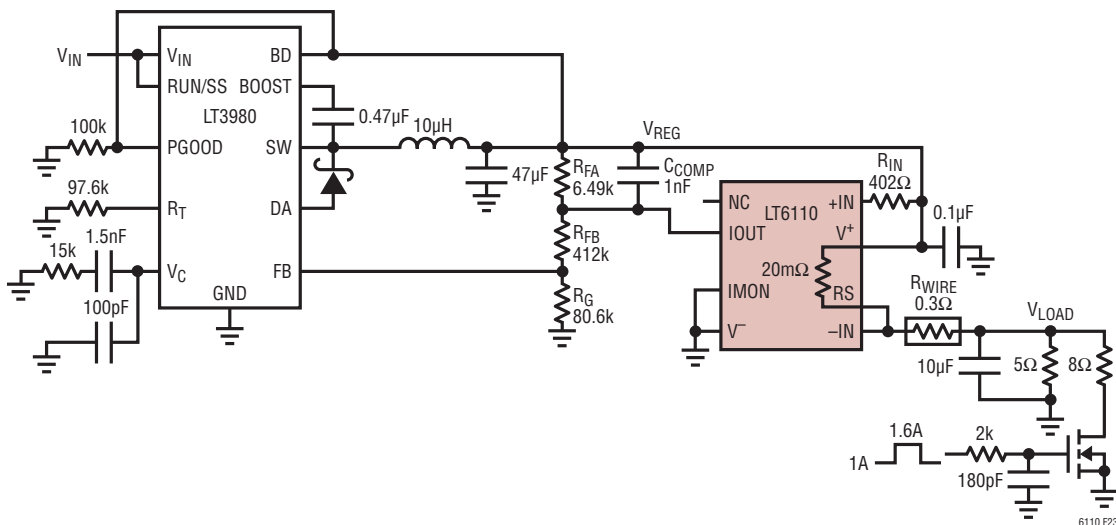 VIN
VIN
BD
RUN/SS
BOOST
LT3980
0.47µF
100k
PGOOD
SW
10µH
VREG
47µF
RFA
6.49k
CCOMP
1nF
RIN
402Ω
97.6k
RT
DA
NC
LT6110
+IN
0.1µF
IOUT
V+
15k
1.5nF
VC
RFB
412k
FB
20mΩ
RWIRE
0.3Ω
100pF
GND
RG
80.6k
IMON
RS
VLOAD
V–
–IN
10µF
5Ω
8Ω
1A
1.6A
2k
180pF
6110 F23